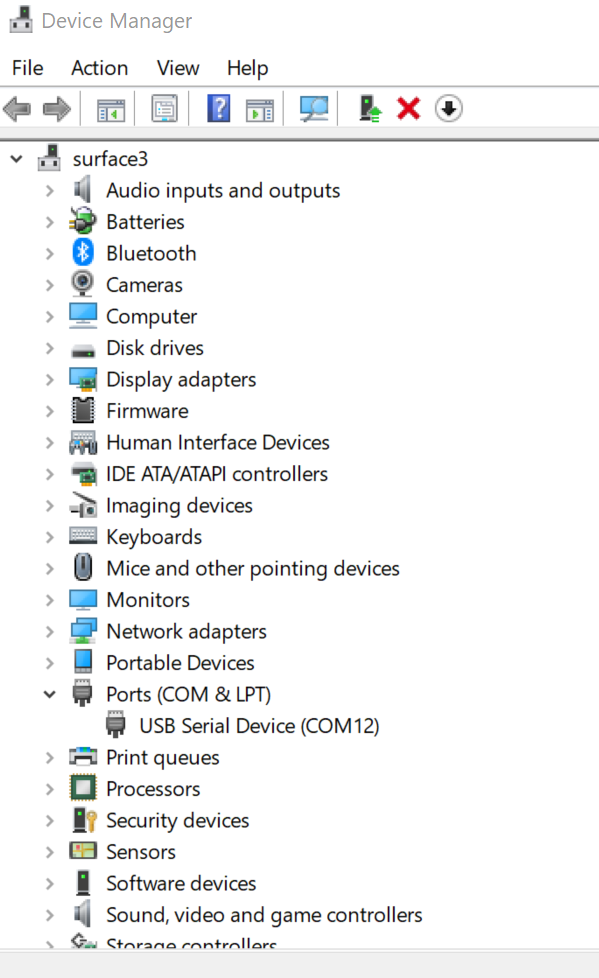 Device Manager
File Action View Help
surface3
Audio inputs and outputs
Batteries
Bluetooth
Cameras
Computer
Disk drives
Display adapters
Firmware
Human Interface Devices
IDE ATA/ATAPI controllers
Imaging devices
Keyboards
Mice and other pointing devices
Monitors
Network adapters
Portable Devices
Ports (COM & LPT)
USB Serial Device (COM12)
Print queues
Processors
Security devices
Sensors
Software devices
Sound, video and game controllers
Storage controllers